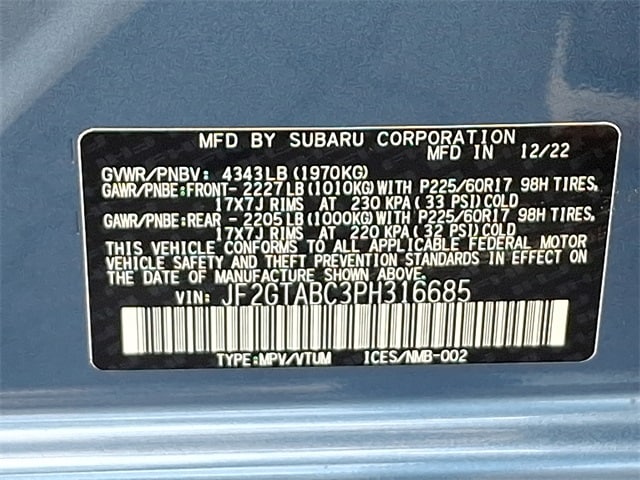 MFD BY SUBARU CORPORATION
MFD IN 12/22
GVWR/PNBV: 4343LB(1970KG)
GAWR/PNBE:FRONT-2227LB(1010KG)WITH P225/60R17 98H TIRES,
17X7J RIMS AT 230 KPA(33 PSI)COLD
GAWR/PNBE:REAR -2205LB(1000KG)WITH P225/60R17 98H TIRES,
17X7J RIMS AT 220 KPA(32 PSI)COLD
THIS VEHICLE CONFORMS TO ALL APPLICABLE FEDERAL MOTOR
VEHICLE SAFETY AND THEFT PREVENTION STANDARDS IN EFFECT ON
THE DATE OF MANUFACTURE SHOWN ABOVE.
VIN: JF2GTABC3PH316685
TYPE:MPV/VTUM ICES/NMB-002